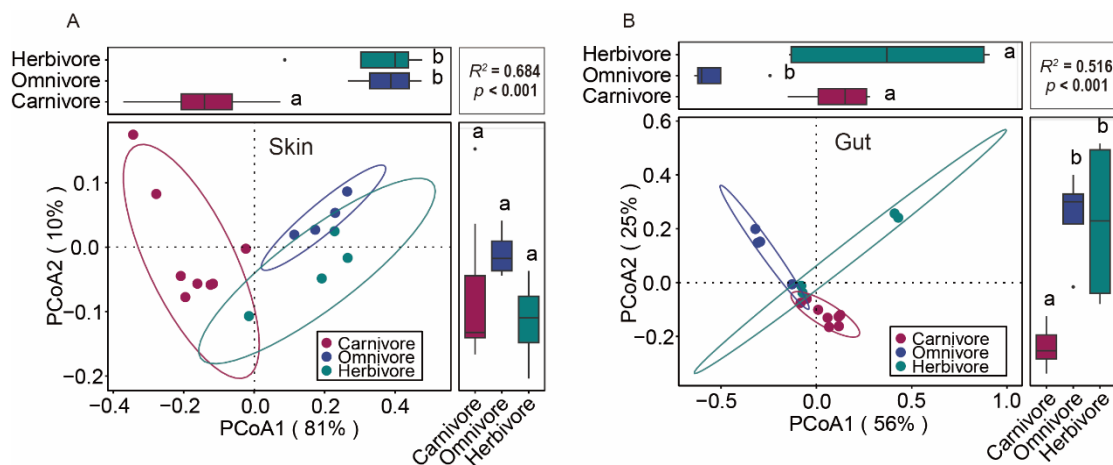 A
Herbivore
Omnivore
Carnivore
b
b
a
R² = 0.684
p < 0.001
Skin
0.1
0.0
−0.1
−0.2
PCoA2 ( 10% )
Carnivore
Omnivore
Herbivore
−0.4
−0.2
0.0
0.2
0.4
PCoA1 ( 81% )
a
a
a
Carnivore
Omnivore
Herbivore
B
Herbivore
Omnivore
Carnivore
a
b
a
R² = 0.516
p < 0.001
Gut
0.6
0.4
0.2
0.0
−0.2
−0.4
PCoA2 ( 25% )
Carnivore
Omnivore
Herbivore
−0.5
0.0
0.5
1.0
PCoA1 ( 56% )
a
b
b
Carnivore
Omnivore
Herbivore